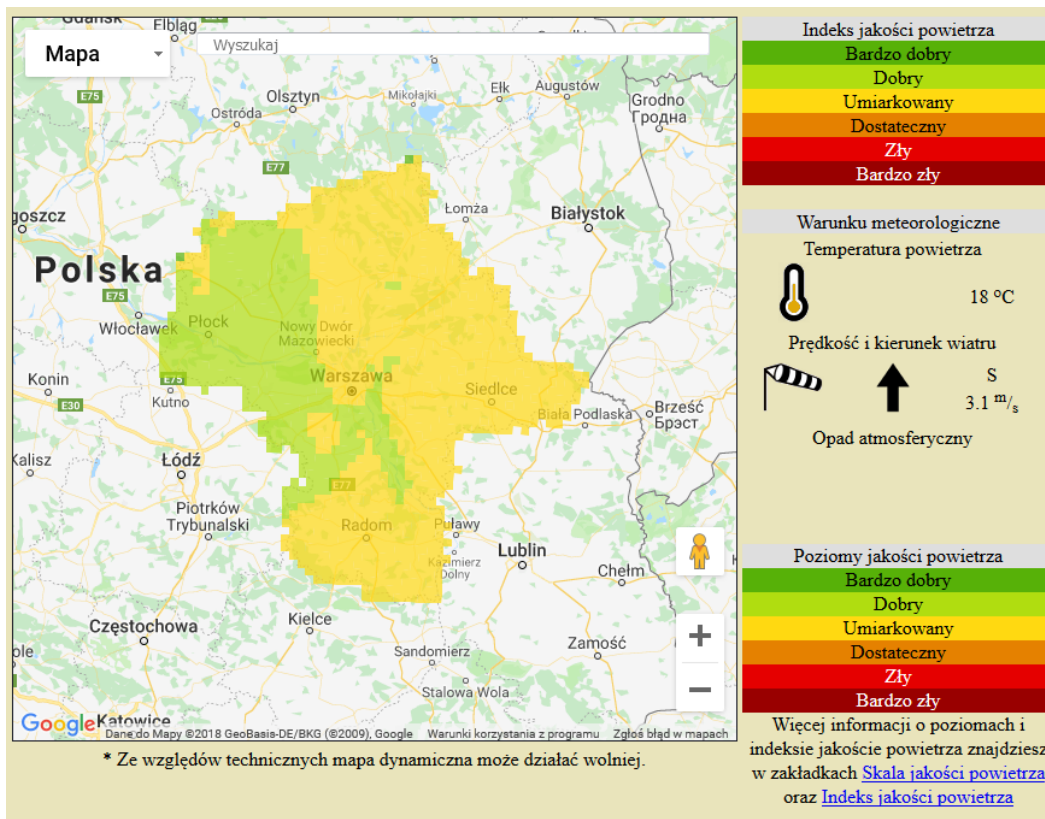 Gdańsk
Elbląg
Mapa
Wyszukaj
E75
Olsztyn
Mikołajki
Ełk
Augustów
Ostróda
Grodno
Гродна
E77
goszcz
Łomża
Białystok
Polska
E75
Włocławek
Płock
Nowy Dwór
Mazowiecki
Warszawa
Siedlce
Konin
E75
Kutno
E30
Biała Podlaska
Brześć
Брэст
Kalisz
Łódź
E77
Piotrków
Trybunalski
Radom
Puławy
Kazimierz
Dolny
Lublin
Chełm
Kielce
Częstochowa
Zamość
ole
Sandomierz
Stalowa Wola
Google
Katowice
Dane do Mapy ©2018 GeoBasis-DE/BKG (©2009), Google
Warunki korzystania z programu
Zgłoś błąd w mapach
* Ze względów technicznych mapa dynamiczna może działać wolniej.
Indeks jakości powietrza
Bardzo dobry
Dobry
Umiarkowany
Dostateczny
Zły
Bardzo zły
Warunku meteorologiczne
Temperatura powietrza
18 °C
Prędkość i kierunek wiatru
S
3.1 m/s
Opad atmosferyczny
Poziomy jakości powietrza
Bardzo dobry
Dobry
Umiarkowany
Dostateczny
Zły
Bardzo zły
Więcej informacji o poziomach i
indeksie jakoście powietrza znajdziesz
w zakładkach Skala jakości powietrza
oraz Indeks jakości powietrza